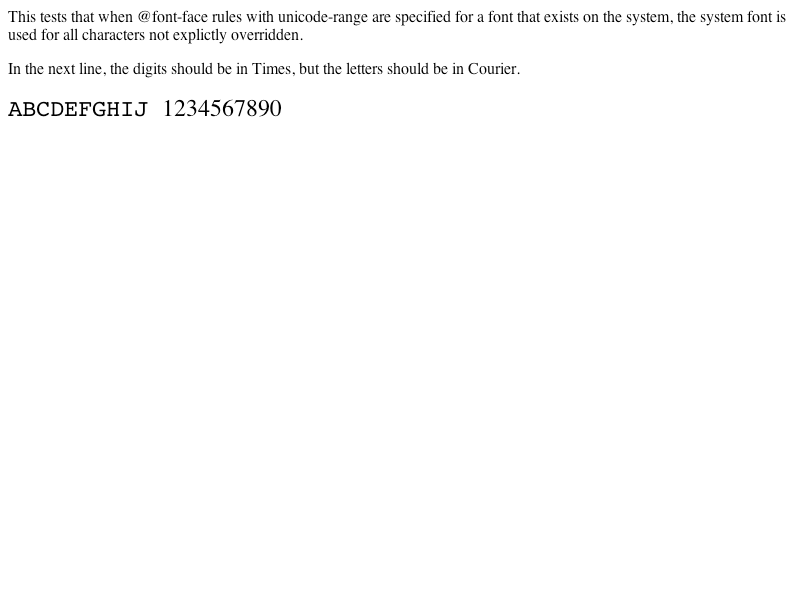 This tests that when @font-face rules with unicode-range are specified for a font that exists on the system, the system font is
used for all characters not explictly overridden.
In the next line, the digits should be in Times, but the letters should be in Courier.
ABCDEFGHIJ 1234567890